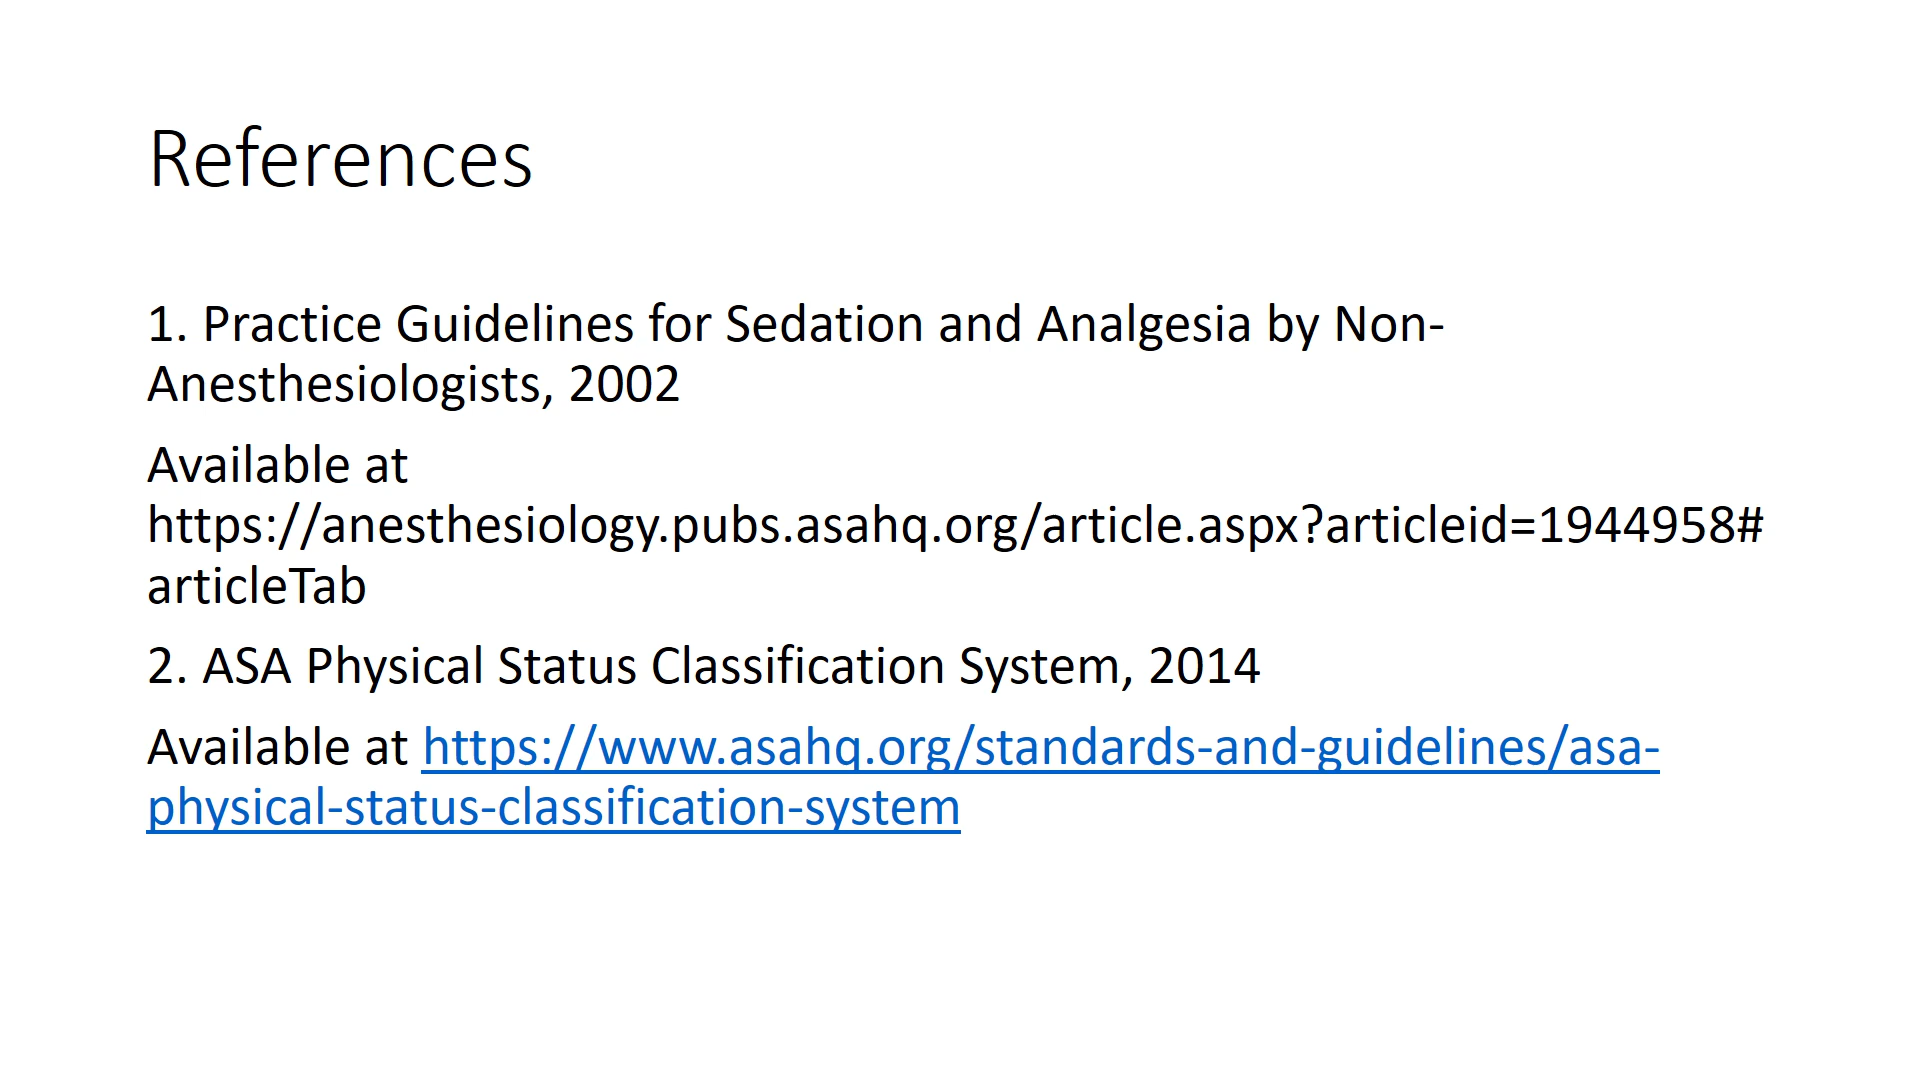 References
1. Practice Guidelines for Sedation and Analgesia by Non-
Anesthesiologists, 2002
Available at
https://anesthesiology.pubs.asahq.org/article.aspx?articleid=1944958#
articleTab
2. ASA Physical Status Classification System, 2014
Available at https://www.asahq.org/standards-and-guidelines/asa-
physical-status-classification-system